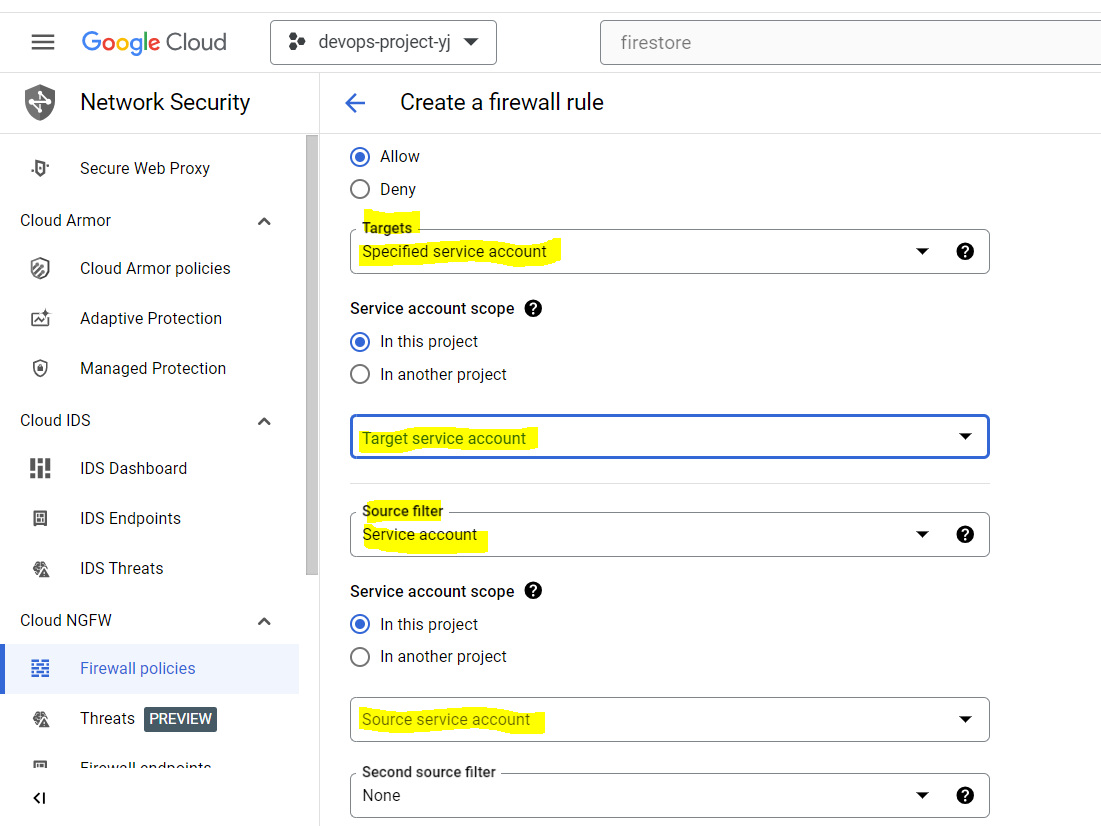 Google Cloud
devops-project-yj
firestore
Network Security
Create a firewall rule
Secure Web Proxy
Cloud Armor
Cloud Armor policies
Adaptive Protection
Managed Protection
Cloud IDS
IDS Dashboard
IDS Endpoints
IDS Threats
Cloud NGFW
Firewall policies
Threats PREVIEW
Firewall endpoints
Allow
Deny
Targets
Specified service account
Service account scope
In this project
In another project
Target service account
Source filter
Service account
Service account scope
In this project
In another project
Source service account
Second source filter
None